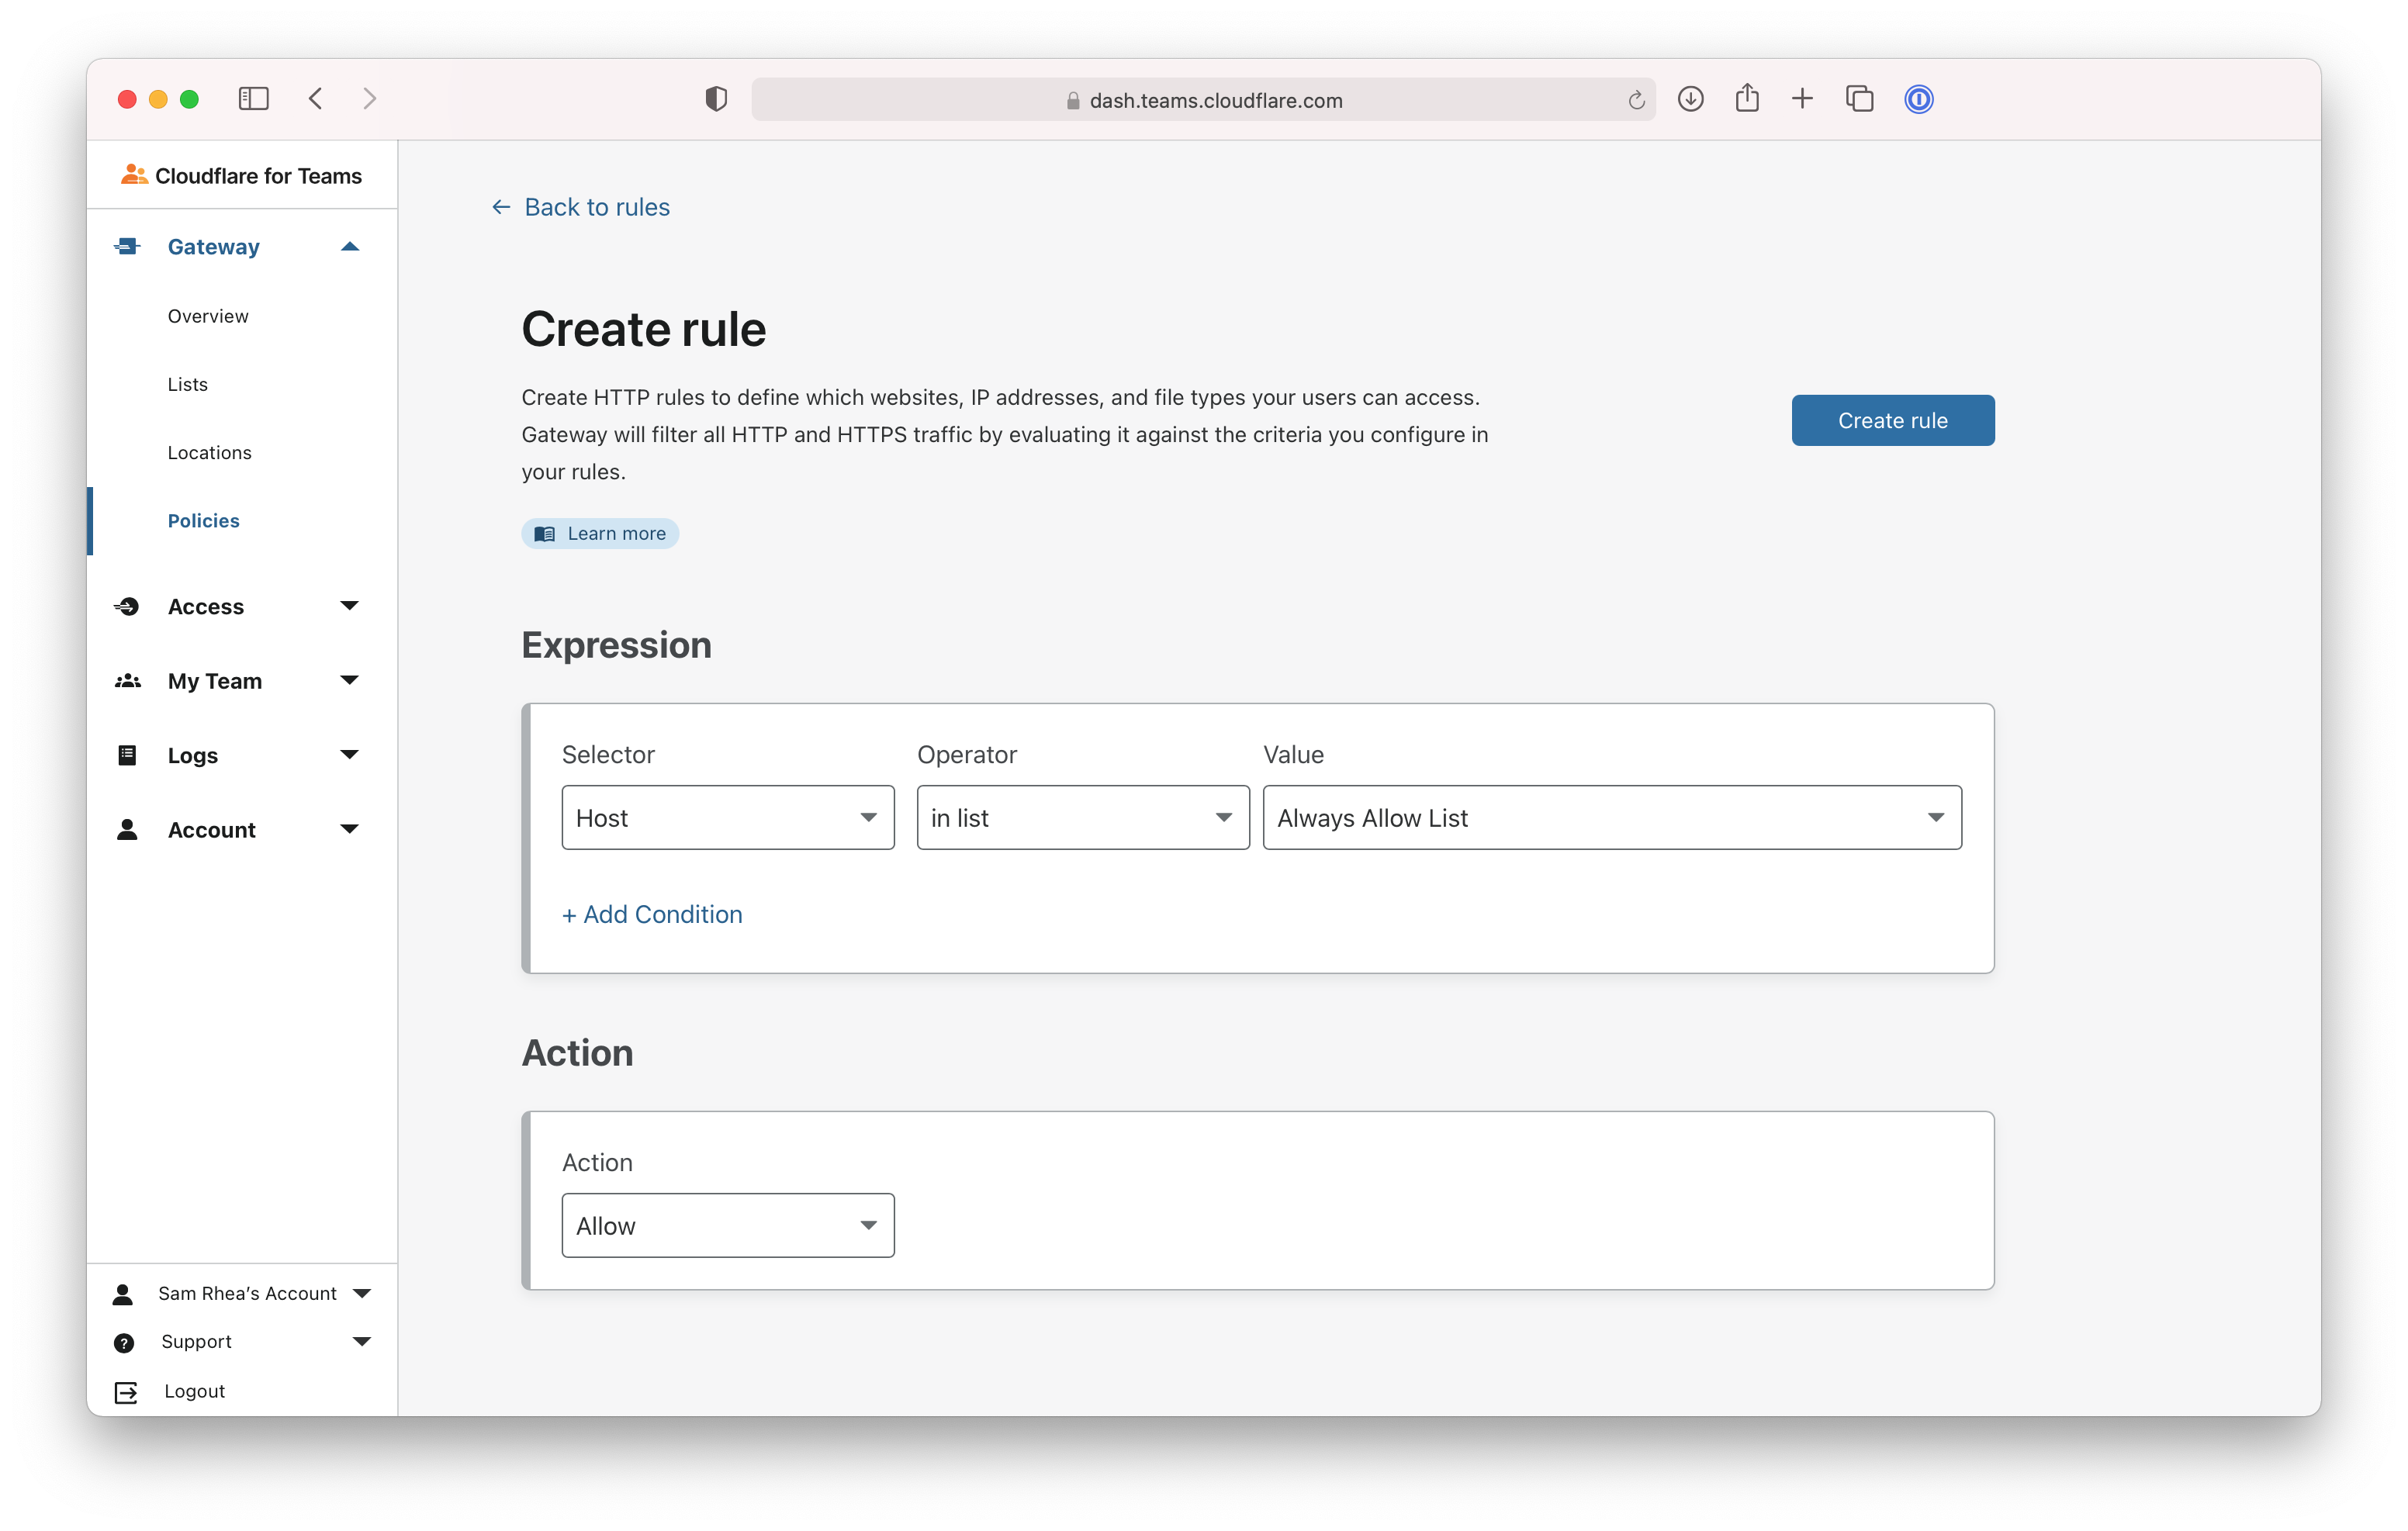 dash.teams.cloudflare.com
Cloudflare for Teams
Gateway
Overview
Lists
Locations
Policies
Access
My Team
Logs
Account
Sam Rhea's Account
Support
Logout
← Back to rules
Create rule
Create HTTP rules to define which websites, IP addresses, and file types your users can access.
Gateway will filter all HTTP and HTTPS traffic by evaluating it against the criteria you configure in
your rules.
Create rule
Learn more
Expression
Selector Operator Value
Host in list Always Allow List
+ Add Condition
Action
Action
Allow